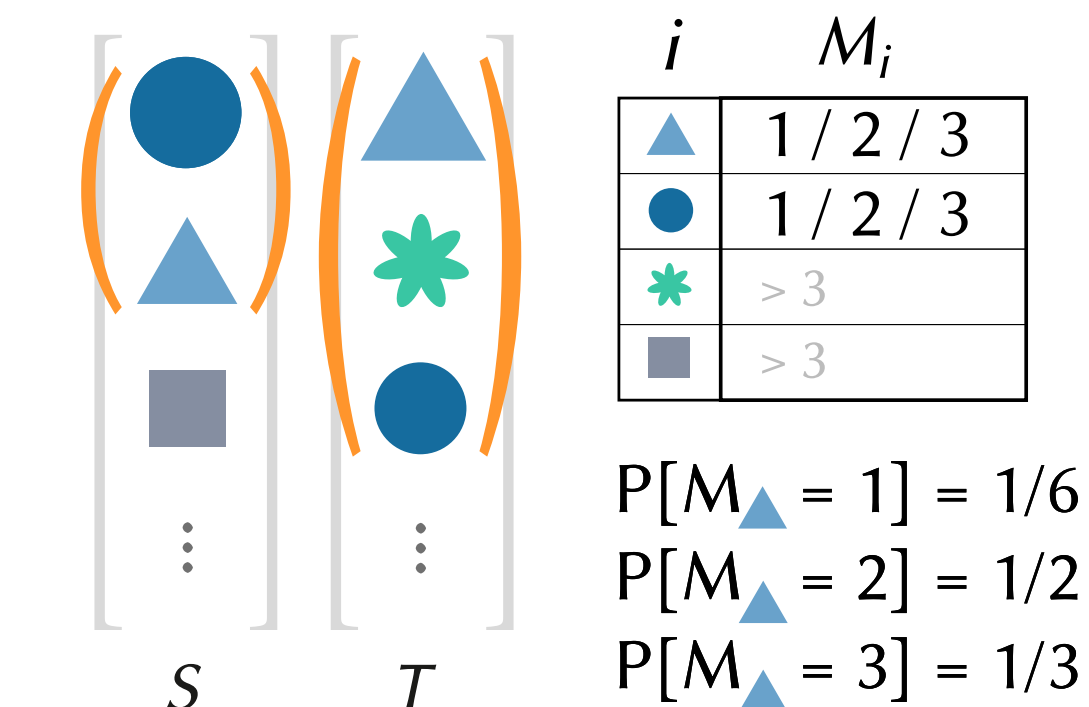 i M_i
1 / 2 / 3
1 / 2 / 3
> 3
> 3
P[M = 1] = 1/6
P[M = 2] = 1/2
P[M = 3] = 1/3
S T